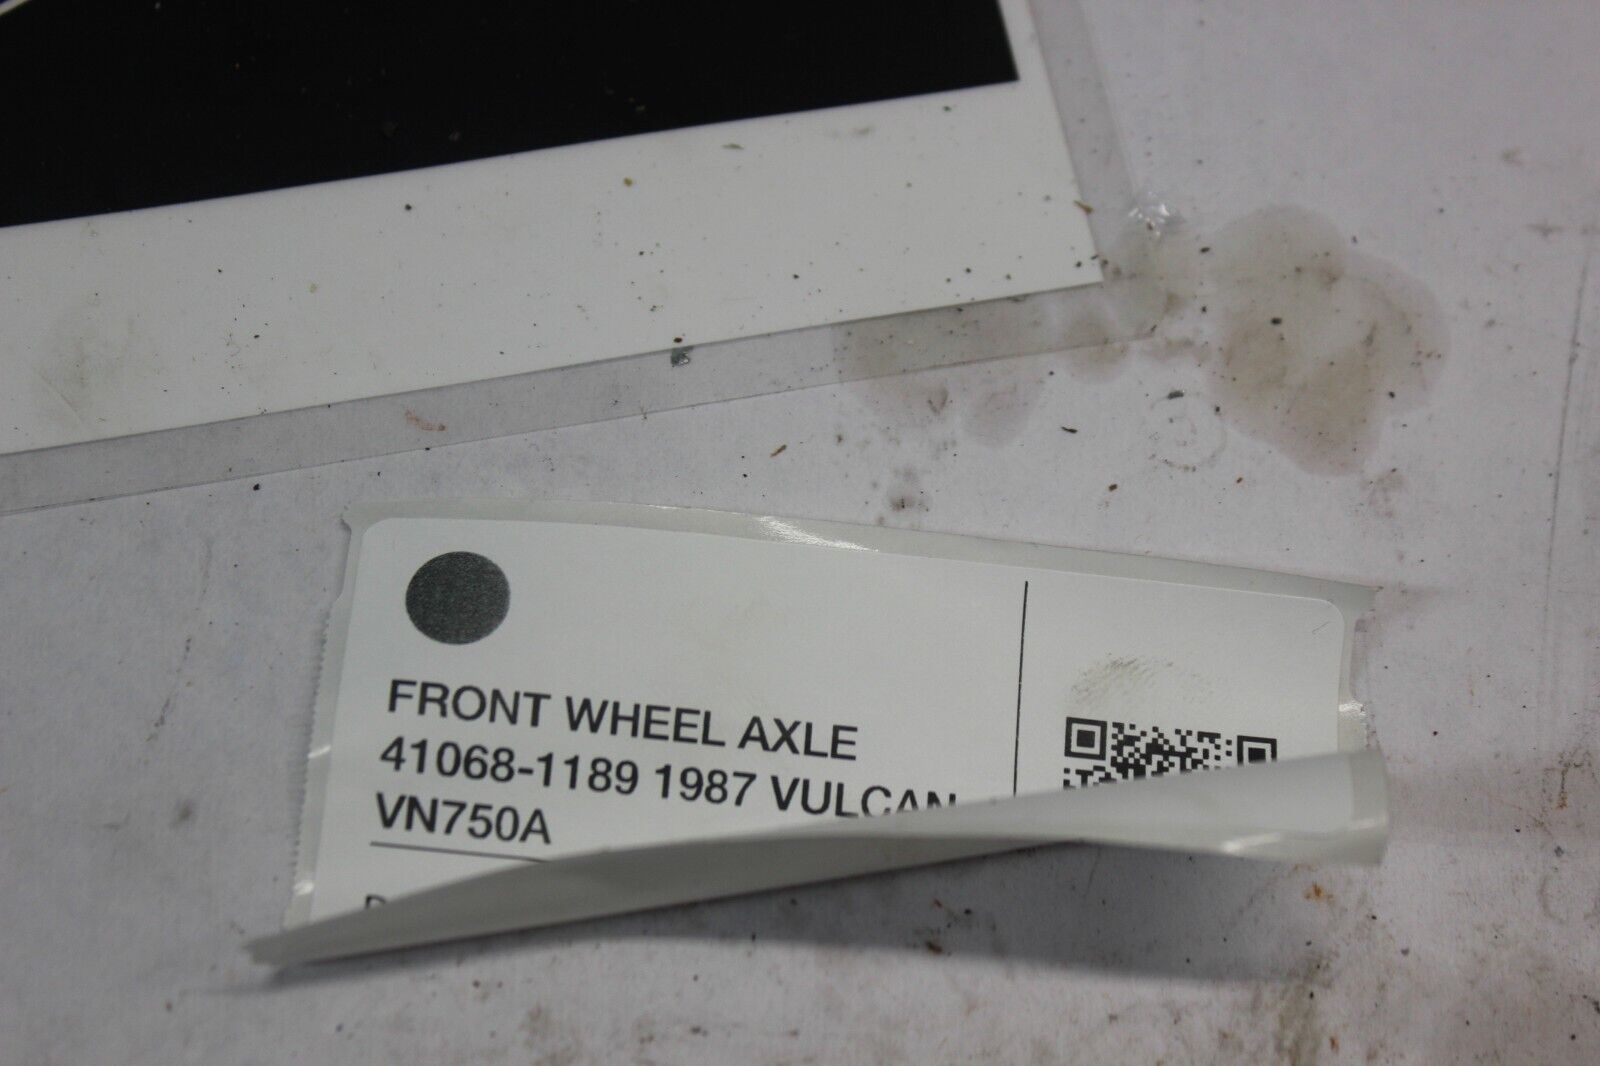 FRONT WHEEL AXLE
41068-1189 1987 VULCAN
VN750A